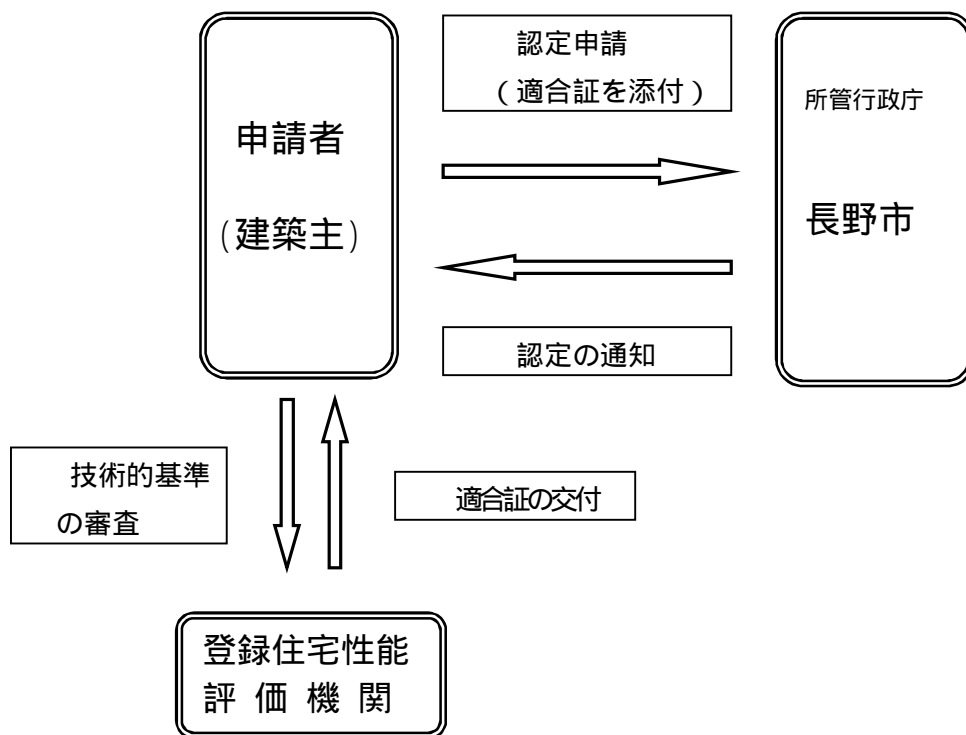 認定申請
（適合証を添付）
申請者
(建築主)
所管行政庁
長野市
認定の通知
技術的基準
の審査
適合証の交付
登録住宅性能
評価機関